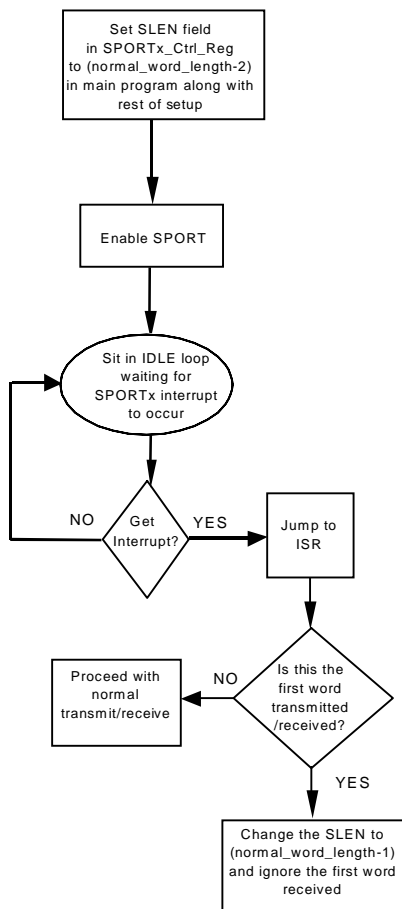 Set SLEN field
in SPORTx_Ctrl_Reg
to (normal_word_length-2)
in main program along with
rest of setup
Enable SPORT
Sit in IDLE loop
waiting for
SPORTx interrupt
to occur
NO
Get
Interrupt?
YES
Jump to
ISR
Proceed with
normal
transmit/receive
NO
Is this the
first word
transmitted
/received?
YES
Change the SLEN to
(normal_word_length-1)
and ignore the first word
received